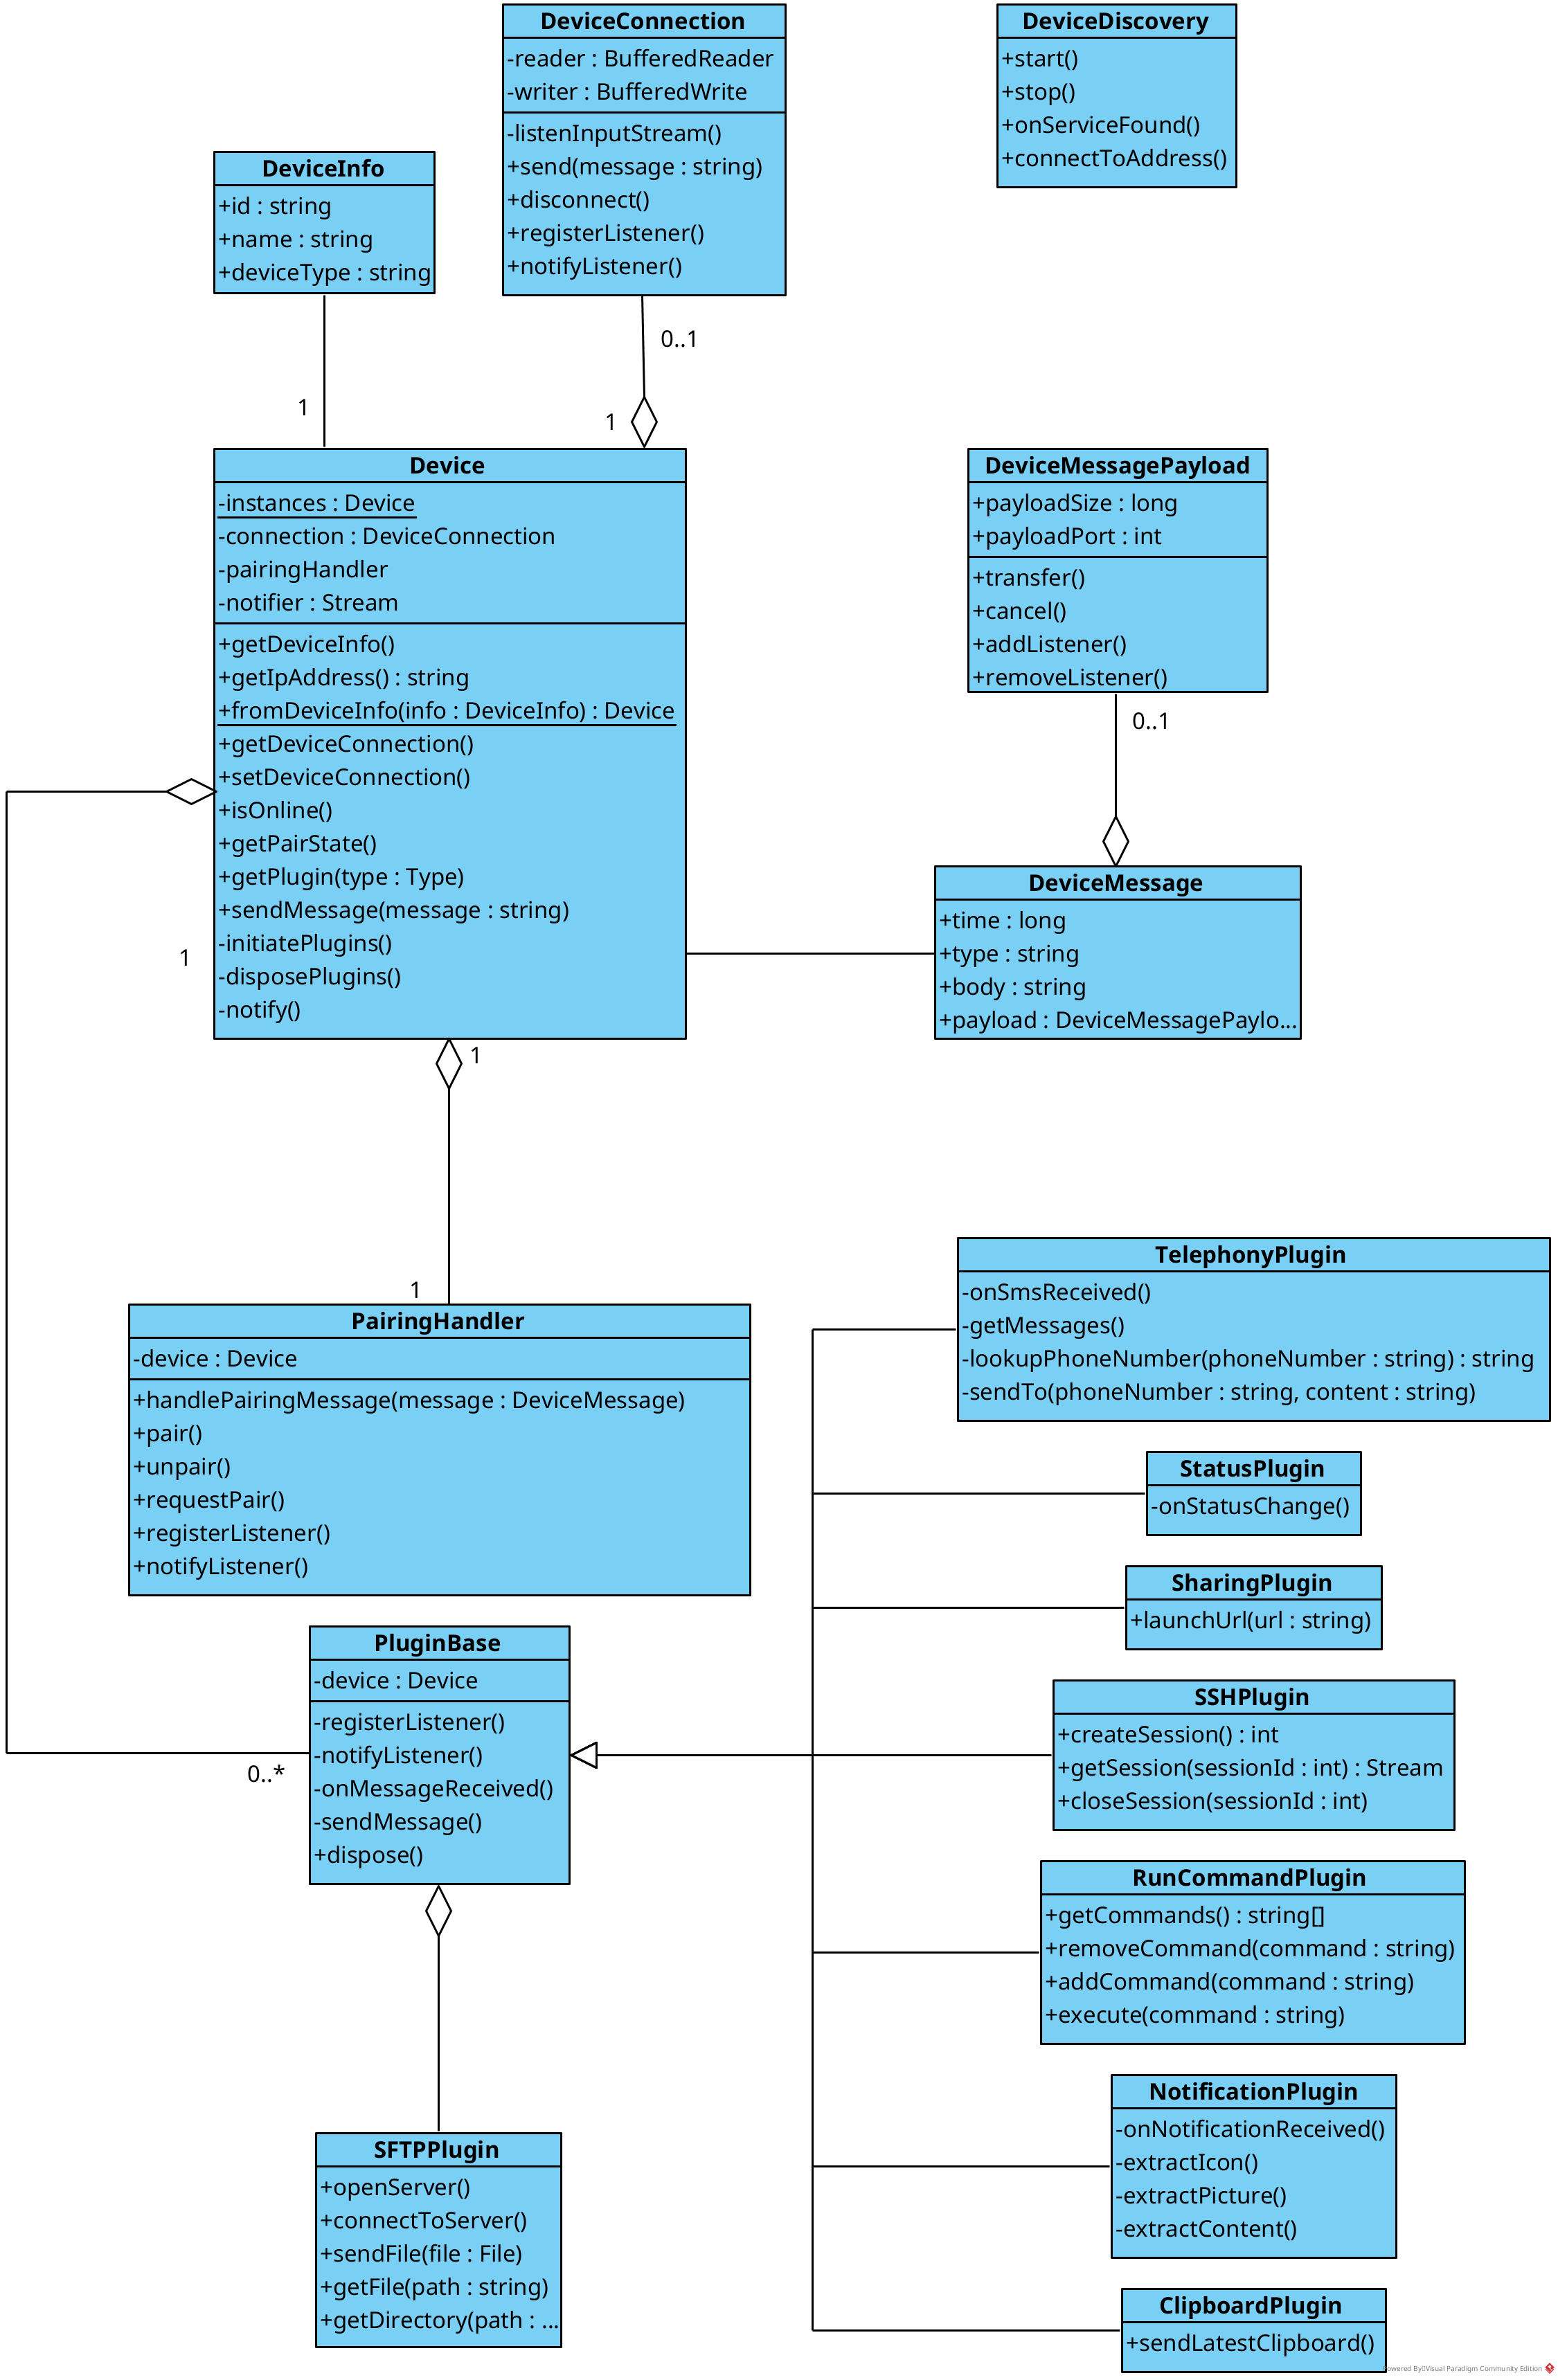 DeviceConnection
-reader : BufferedReader
-writer : BufferedWrite
-listenInputStream()
+send(message : string)
+disconnect()
+registerListener()
+notifyListener()
DeviceDiscovery
+start()
+stop()
+onServiceFound()
+connectToAddress()
DeviceInfo
+id : string
+name : string
+deviceType : string
0..1
1
1
Device
-instances : Device
-connection : DeviceConnection
-pairingHandler
-notifier : Stream
+getDeviceInfo()
+getIpAddress() : string
+fromDeviceInfo(info : DeviceInfo) : Device
+getDeviceConnection()
+setDeviceConnection()
+isOnline()
+getPairState()
+getPlugin(type : Type)
+sendMessage(message : string)
-initiatePlugins()
-disposePlugins()
-notify()
DeviceMessagePayload
+payloadSize : long
+payloadPort : int
+transfer()
+cancel()
+addListener()
+removeListener()
0..1
DeviceMessage
+time : long
+type : string
+body : string
+payload : DeviceMessagePaylo...
1
1
1
PairingHandler
-device : Device
+handlePairingMessage(message : DeviceMessage)
+pair()
+unpair()
+requestPair()
+registerListener()
+notifyListener()
TelephonyPlugin
-onSmsReceived()
-getMessages()
-lookupPhoneNumber(phoneNumber : string) : string
-sendTo(phoneNumber : string, content : string)
StatusPlugin
-onStatusChange()
SharingPlugin
+launchUrl(url : string)
PluginBase
-device : Device
-registerListener()
-notifyListener()
-onMessageReceived()
-sendMessage()
+dispose()
0..*
SSHPlugin
+createSession() : int
+getSession(sessionId : int) : Stream
+closeSession(sessionId : int)
RunCommandPlugin
+getCommands() : string[]
+removeCommand(command : string)
+addCommand(command : string)
+execute(command : string)
NotificationPlugin
-onNotificationReceived()
-extractIcon()
-extractPicture()
-extractContent()
SFTPPlugin
+openServer()
+connectToServer()
+sendFile(file : File)
+getFile(path : string)
+getDirectory(path : ...
ClipboardPlugin
+sendLatestClipboard()
Powered By Visual Paradigm Community Edition